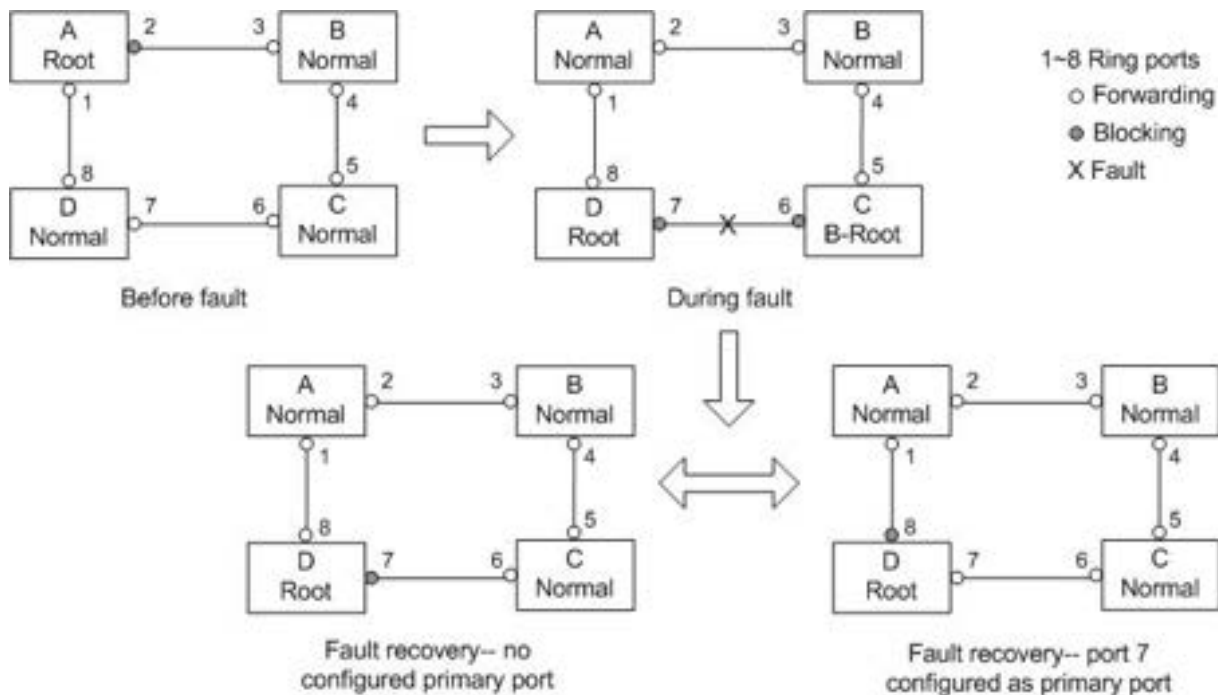 A
Root
2
3
B
Normal
1
4
8
5
D
Normal
7
6
C
Normal
Before fault
A
Normal
2
3
B
Normal
1
4
8
5
D
Root
7
X
6
C
B-Root
During fault
1~8 Ring ports
Forwarding
Blocking
X Fault
A
Normal
2
3
B
Normal
1
4
8
5
D
Root
7
6
C
Normal
Fault recovery-- no
configured primary port
A
Normal
2
3
B
Normal
1
4
8
5
D
Root
7
6
C
Normal
Fault recovery-- port 7
configured as primary port